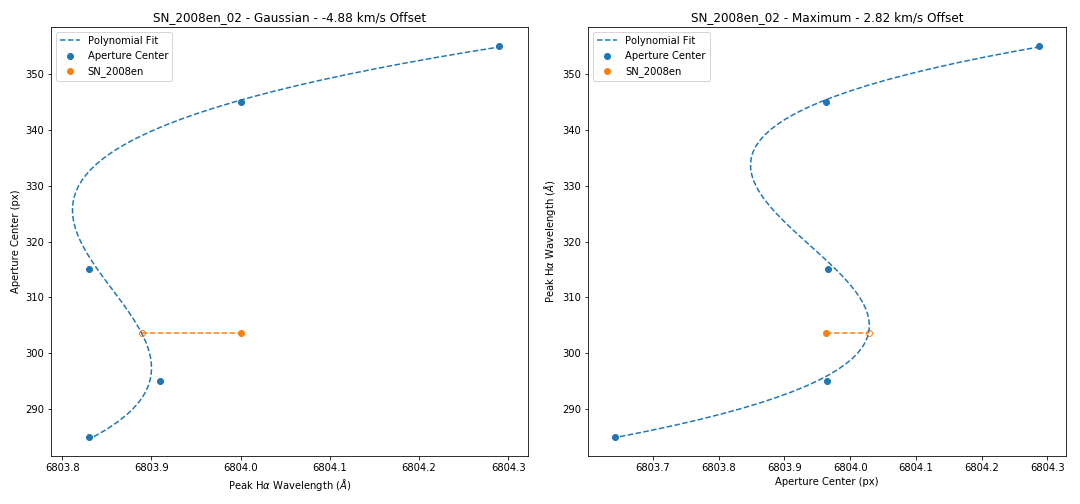 SN_2008en_02 - Gaussian - -4.88 km/s Offset
Polynomial Fit
Aperture Center
SN_2008en
Aperture Center (px)
350
340
330
320
310
300
290
6803.8 6803.9 6804.0 6804.1 6804.2 6804.3
Peak Hα Wavelength (Å)
SN_2008en_02 - Maximum - 2.82 km/s Offset
Polynomial Fit
Aperture Center
SN_2008en
Peak Hα Wavelength (Å)
350
340
330
320
310
300
290
6803.7 6803.8 6803.9 6804.0 6804.1 6804.2 6804.3
Aperture Center (px)